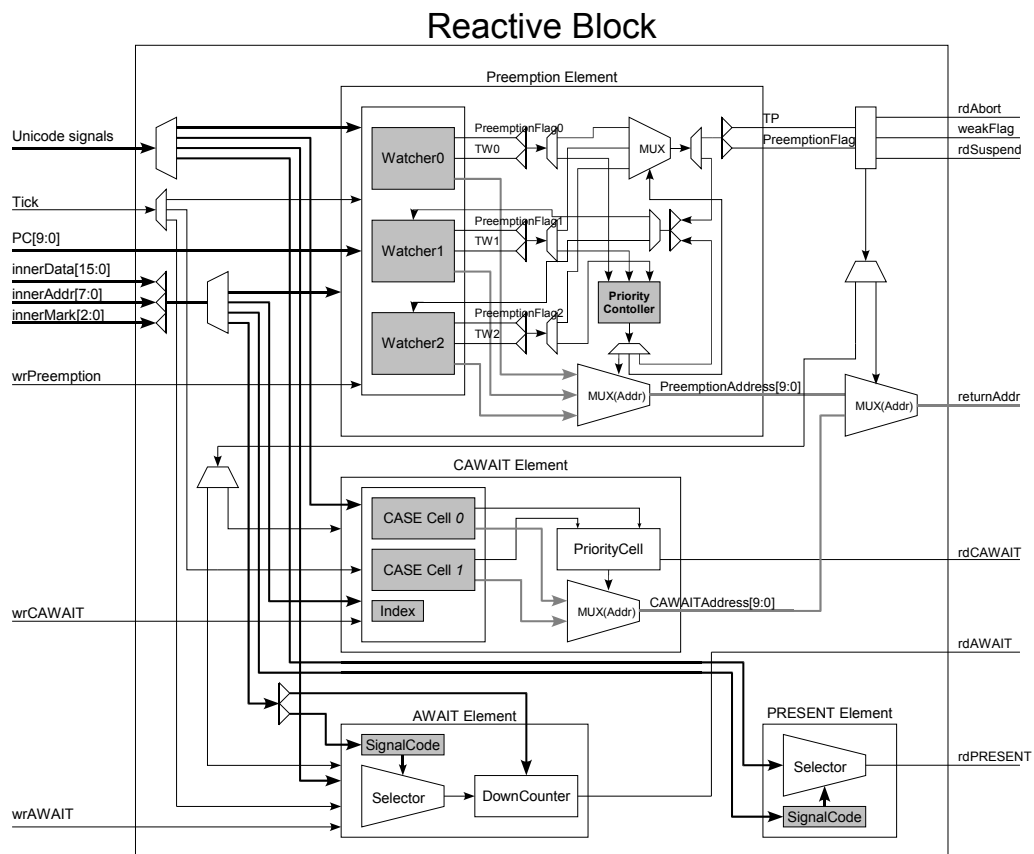 Reactive Block
Preemption Element
Unicode signals
Tick
PC[9:0]
innerData[15:0]
innerAddr[7:0]
innerMark[2:0]
wrPreemption
Watcher0
PreemptionFlag0
TW0
Watcher1
PreemptionFlag1
TW1
Watcher2
PreemptionFlag2
TW2
MUX
Priority
Contoller
MUX(Addr)
PreemptionAddress[9:0]
TP
PreemptionFlag
rdAbort
weakFlag
rdSuspend
MUX(Addr)
returnAddr
CAWAIT Element
CASE Cell 0
CASE Cell 1
Index
PriorityCell
MUX(Addr)
CAWAITAddress[9:0]
rdCAWAIT
wrCAWAIT
rdAWAIT
AWAIT Element
SignalCode
Selector
DownCounter
wrAWAIT
PRESENT Element
Selector
SignalCode
rdPRESENT